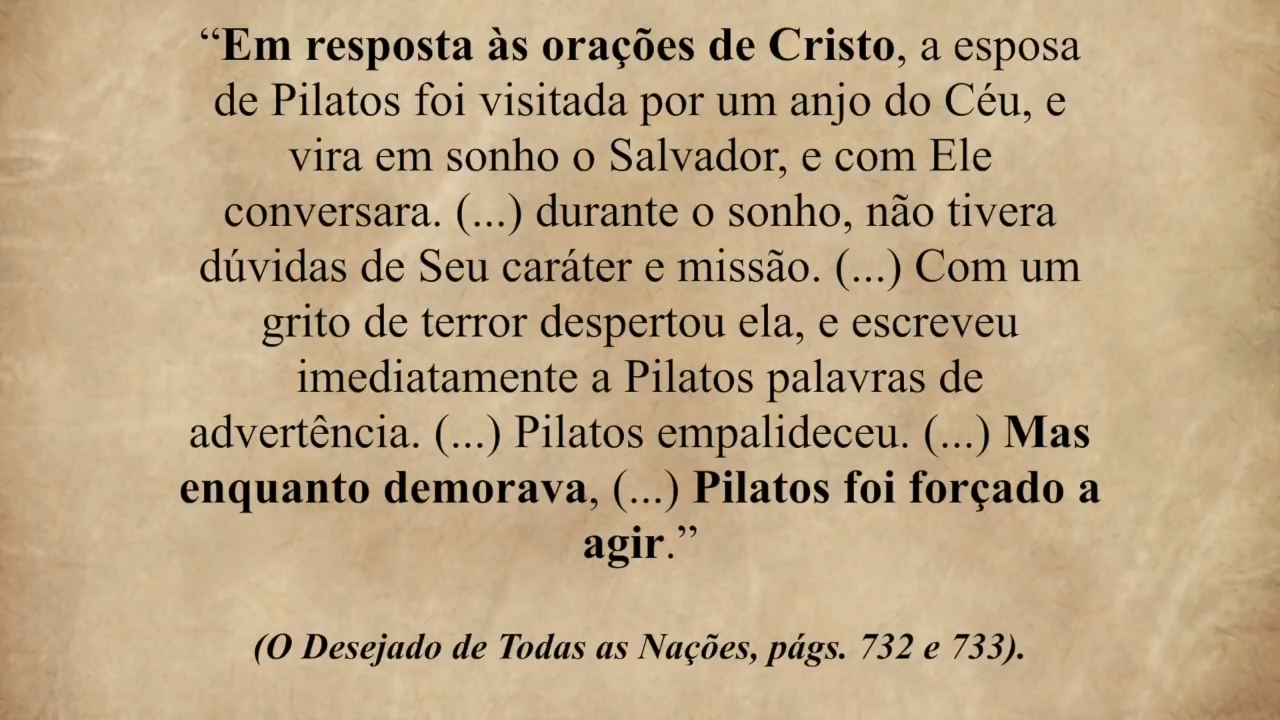 “Em resposta às orações de Cristo, a esposa
de Pilatos foi visitada por um anjo do Céu, e
vira em sonho o Salvador, e com Ele
conversara. (...) durante o sonho, não tivera
dúvidas de Seu caráter e missão. (...) Com um
grito de terror despertou ela, e escreveu
imediatamente a Pilatos palavras de
advertência. (...) Pilatos empalideceu. (...) Mas
enquanto demorava, (...) Pilatos foi forçado a
agir.”
(O Desejado de Todas as Nações, págs. 732 e 733).